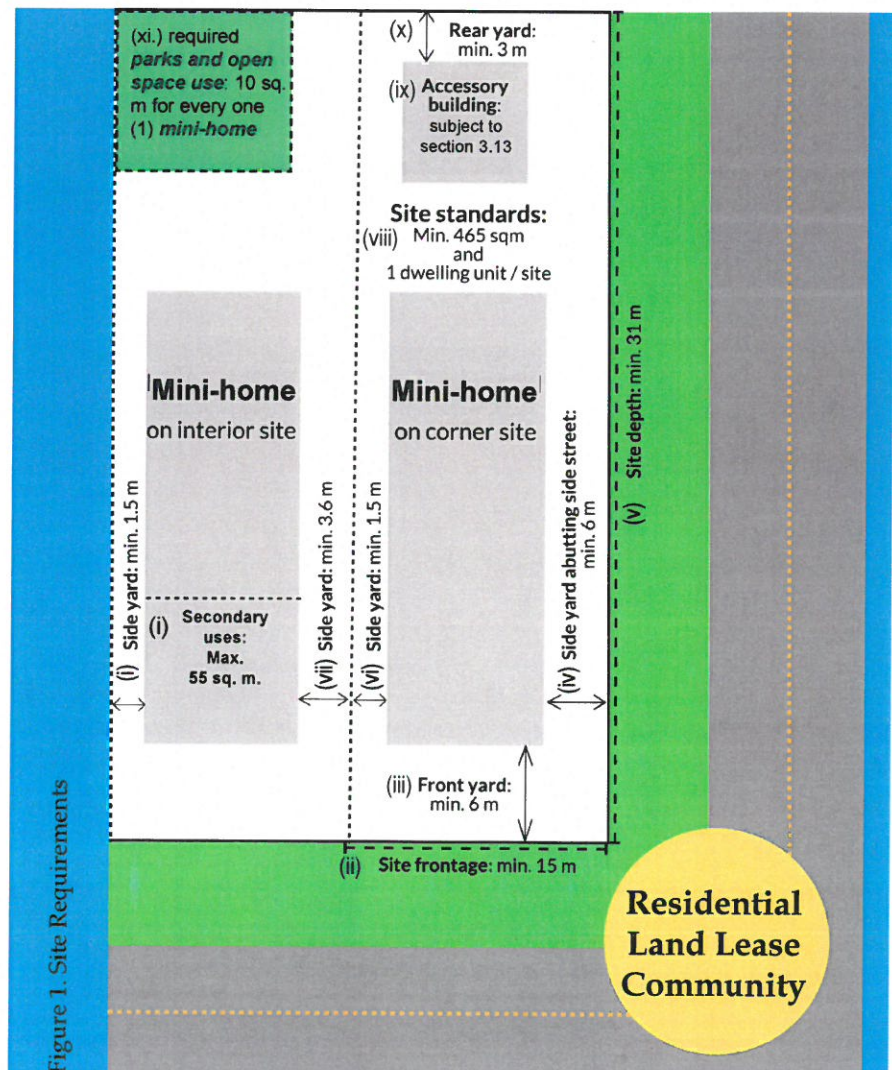 (xi.) required
parks and open
space use: 10 sq.
m for every one
(1) mini-home
(x) Rear yard:
min. 3 m
(ix) Accessory
building:
subject to
section 3.13
Site standards:
(viii) Min. 465 sqm
and
1 dwelling unit / site
Mini-home
on interior site
Mini-home
on corner site
(i) Side yard: min. 1.5 m
(i) Secondary
uses:
Max.
55 sq. m.
(vii) Side yard: min. 3.6 m
(vi) Side yard: min. 1.5 m
(iv) Side yard abutting side street:
min. 6 m
(v) Site depth: min. 31 m
(iii) Front yard:
min. 6 m
(ii) Site frontage: min. 15 m
Residential
Land Lease
Community
Figure 1. Site Requirements